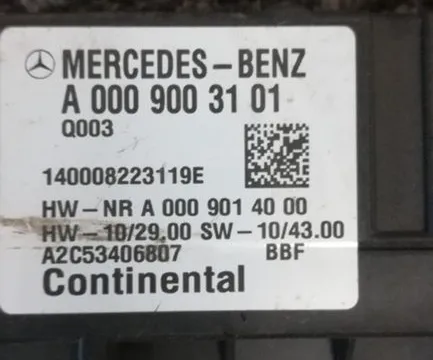 MERCEDES-BENZ
A 000 900 31 01
Q003
140008223119E
HW-NR A 000 901 40 00
HW-10/29.00 SW-10/43.00
A2C53406807 BBF
Continental